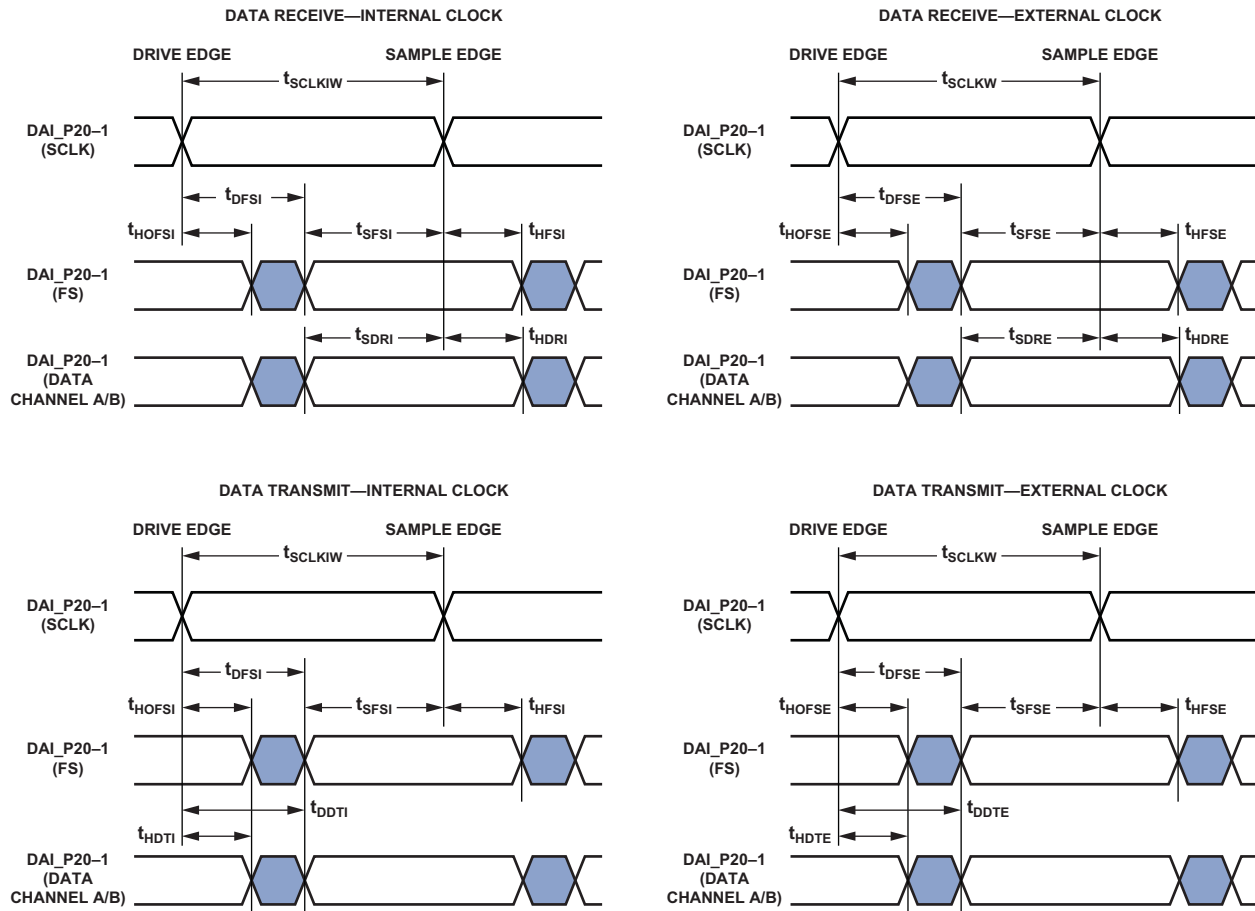 DATA RECEIVE—INTERNAL CLOCK
DRIVE EDGE
SAMPLE EDGE
tSCLKIW
DAI_P20–1
(SCLK)
tDFSI
tHOFSI
tSFSI
tHFSI
DAI_P20–1
(FS)
tSDRI
tHDRI
DAI_P20–1
(DATA
CHANNEL A/B)
DATA RECEIVE—EXTERNAL CLOCK
DRIVE EDGE
SAMPLE EDGE
tSCLKW
DAI_P20–1
(SCLK)
tDFSE
tHOFSE
tSFSE
tHFSE
DAI_P20–1
(FS)
tSDRE
tHDRE
DAI_P20–1
(DATA
CHANNEL A/B)
DATA TRANSMIT—INTERNAL CLOCK
DRIVE EDGE
SAMPLE EDGE
tSCLKIW
DAI_P20–1
(SCLK)
tDFSI
tHOFSI
tSFSI
tHFSI
DAI_P20–1
(FS)
tDDTI
tHDTI
DAI_P20–1
(DATA
CHANNEL A/B)
DATA TRANSMIT—EXTERNAL CLOCK
DRIVE EDGE
SAMPLE EDGE
tSCLKW
DAI_P20–1
(SCLK)
tDFSE
tHOFSE
tSFSE
tHFSE
DAI_P20–1
(FS)
tDDTE
tHDTE
DAI_P20–1
(DATA
CHANNEL A/B)